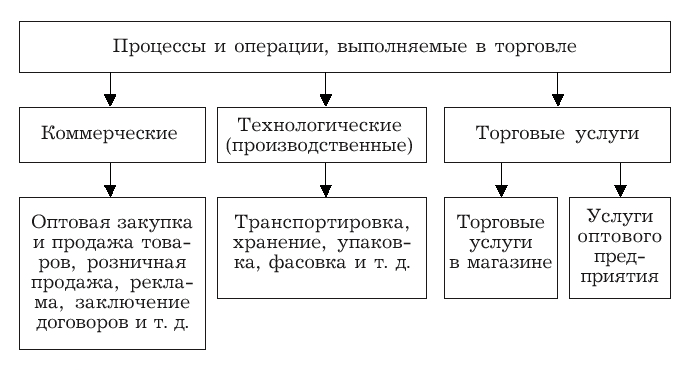 Процессы и операции, выполняемые в торговле
Коммерческие
Технологические
(производственные)
Торговые услуги
Оптовая закупка
и продажа това-
ров, розничная
продажа, рекла-
ма, заключение
договоров и т. д.
Транспортировка,
хранение, упаков-
ка, фасовка и т. д.
Торговые
услуги
в магазине
Услуги
оптового
пред-
приятия